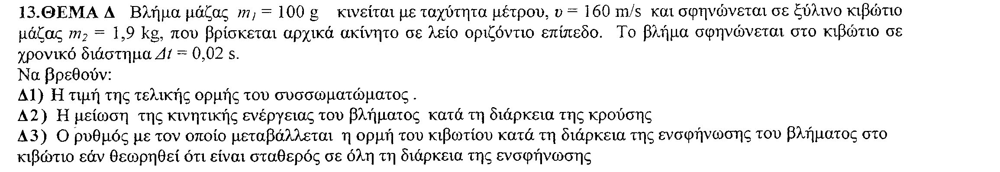 13.ΘΕΜΑ Δ Βλήμα μάζας m1 = 100 g κινείται με ταχύτητα μέτρου, υ = 160 m/s και σφηνώνεται σε ξύλινο κιβώτιο
μάζας m2 = 1,9 kg, που βρίσκεται αρχικά ακίνητο σε λείο οριζόντιο επίπεδο. Το βλήμα σφηνώνεται στο κιβώτιο σε
χρονικό διάστημα Δt = 0,02 s.
Να βρεθούν:
Δ1) Η τιμή της τελικής ορμής του συσσωματώματος .
Δ2) Η μείωση της κινητικής ενέργειας του βλήματος κατά τη διάρκεια της κρούσης
Δ3) Ο ρυθμός με τον οποίο μεταβάλλεται η ορμή του κιβωτίου κατά τη διάρκεια της ενσφήνωσης του βλήματος στο
κιβώτιο εάν θεωρηθεί ότι είναι σταθερός σε όλη τη διάρκεια της ενσφήνωσης